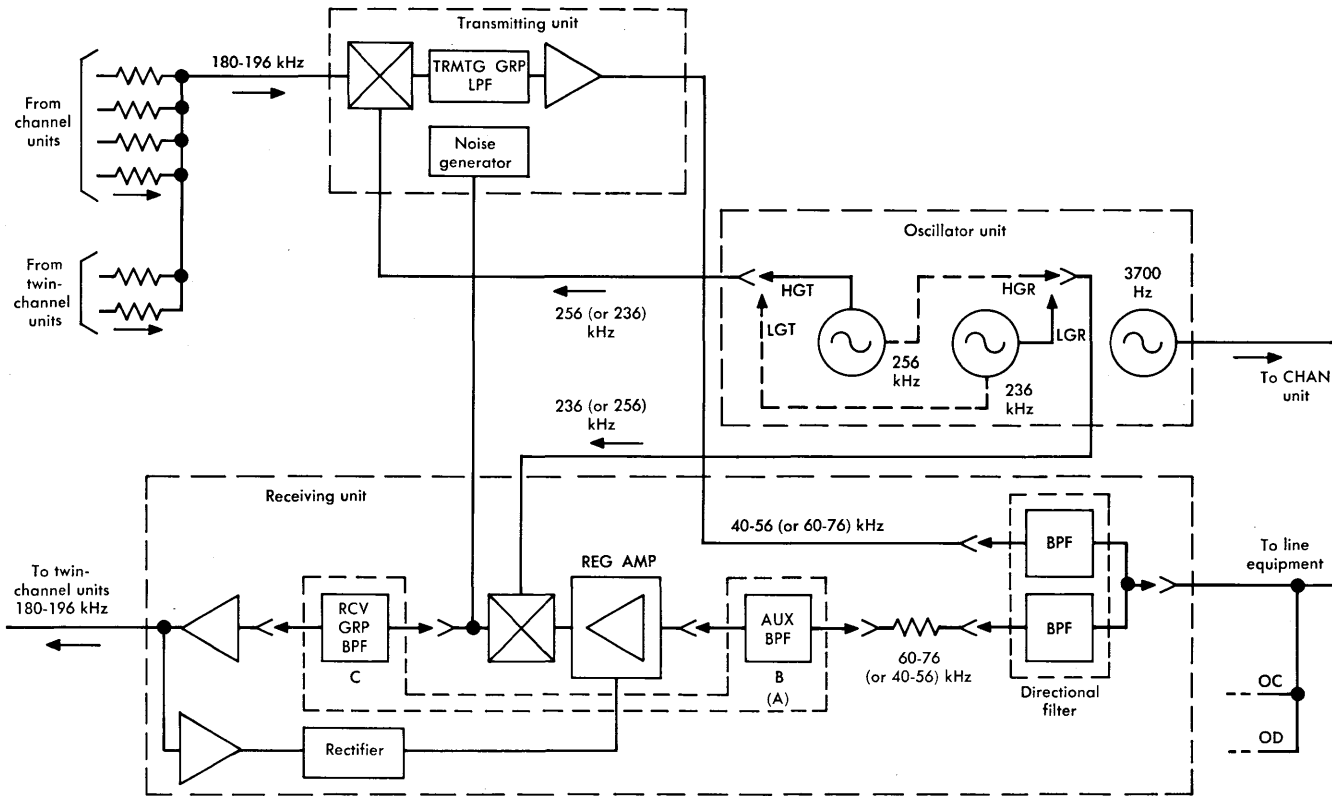 Transmitting unit
180-196 kHz
TRMTG GRP
LPF
From
channel
units
Noise
generator
Oscillator unit
From
twin-
channel
units
HGT
HGR
3700
Hz
256 (or 236)
kHz
LGT
LGR
256
kHz
236
kHz
To CHAN
unit
236 (or 256)
kHz
Receiving unit
40-56 (or 60-76) kHz
BPF
To line
equipment
To twin-
channel units
180-196 kHz
REG AMP
RCV
GRP
BPF
AUX
BPF
BPF
C
B
(A)
60-76
(or 40-56) kHz
Directional
filter
OC
OD
Rectifier